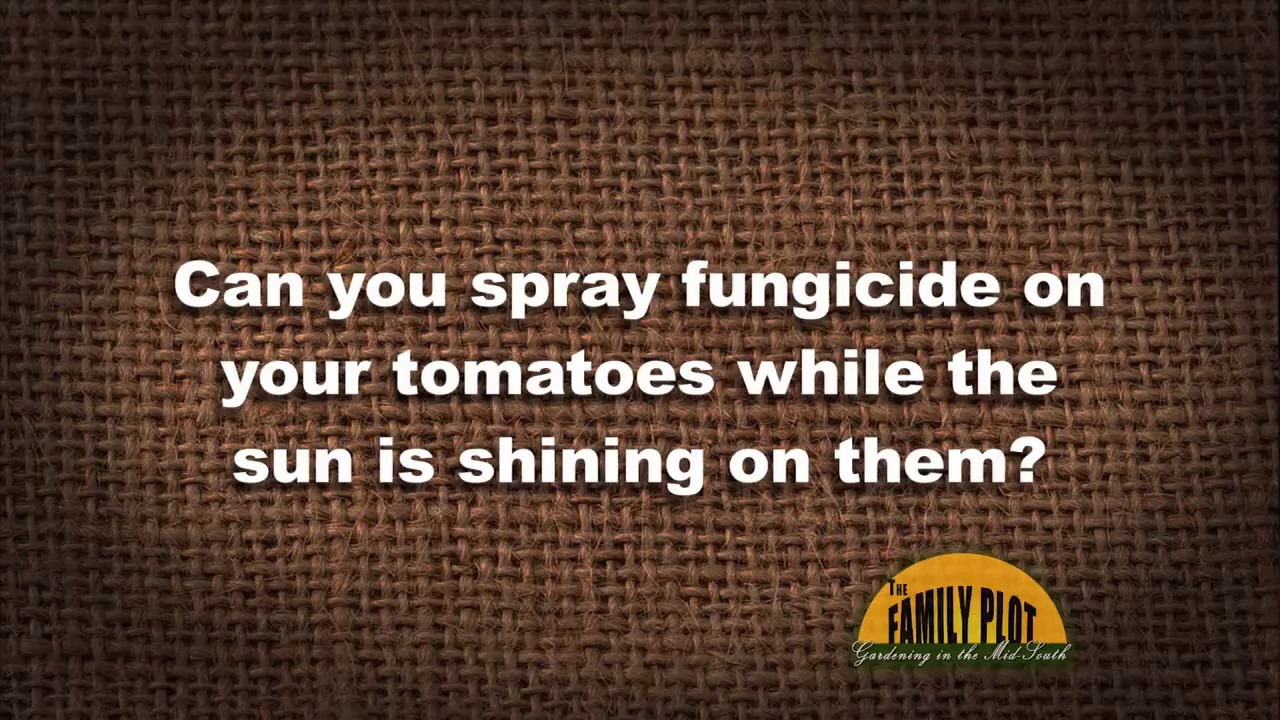 Can you spray fungicide on
your tomatoes while the
sun is shining on them?
THE
FAMILY PLOT
Gardening in the Mid-South